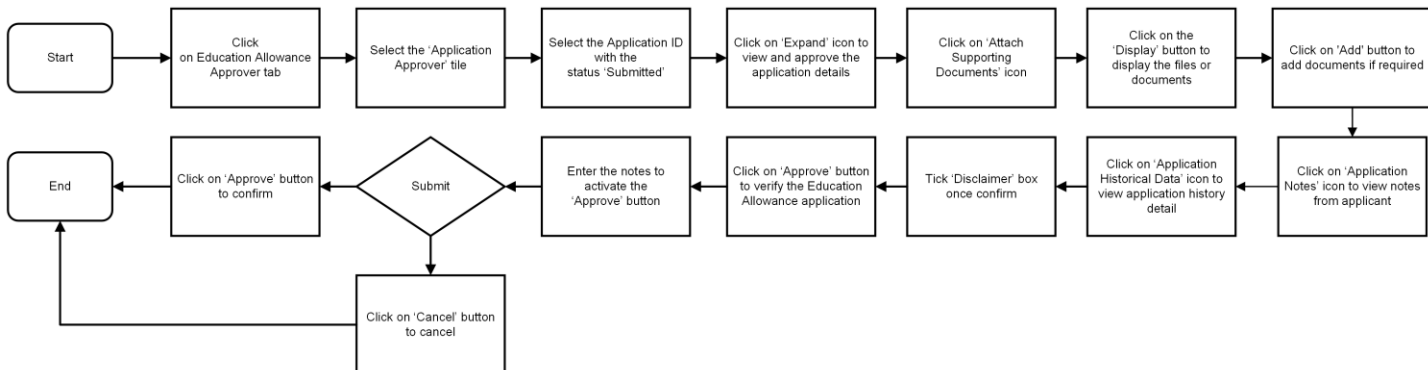 Start
Click
on Education Allowance
Approver tab
Select the ‘Application
Approver’ tile
Select the Application ID
with the
status ‘Submitted’
Click on ‘Expand’ icon to
view and approve the
application details
Click on ‘Attach
Supporting
Documents’ icon
Click on the
‘Display’ button to
display the files or
documents
Click on 'Add' button to
add documents if required
Click on ‘Application
Notes’ icon to view notes
from applicant
Click on ‘Application
Historical Data’ icon to
view application history
detail
Tick ‘Disclaimer’ box
once confirm
Click on ‘Approve’ button
to verify the Education
Allowance application
Enter the notes to
activate the
‘Approve’ button
Submit
Click on ‘Approve’ button
to confirm
End
Click on ‘Cancel’ button
to cancel